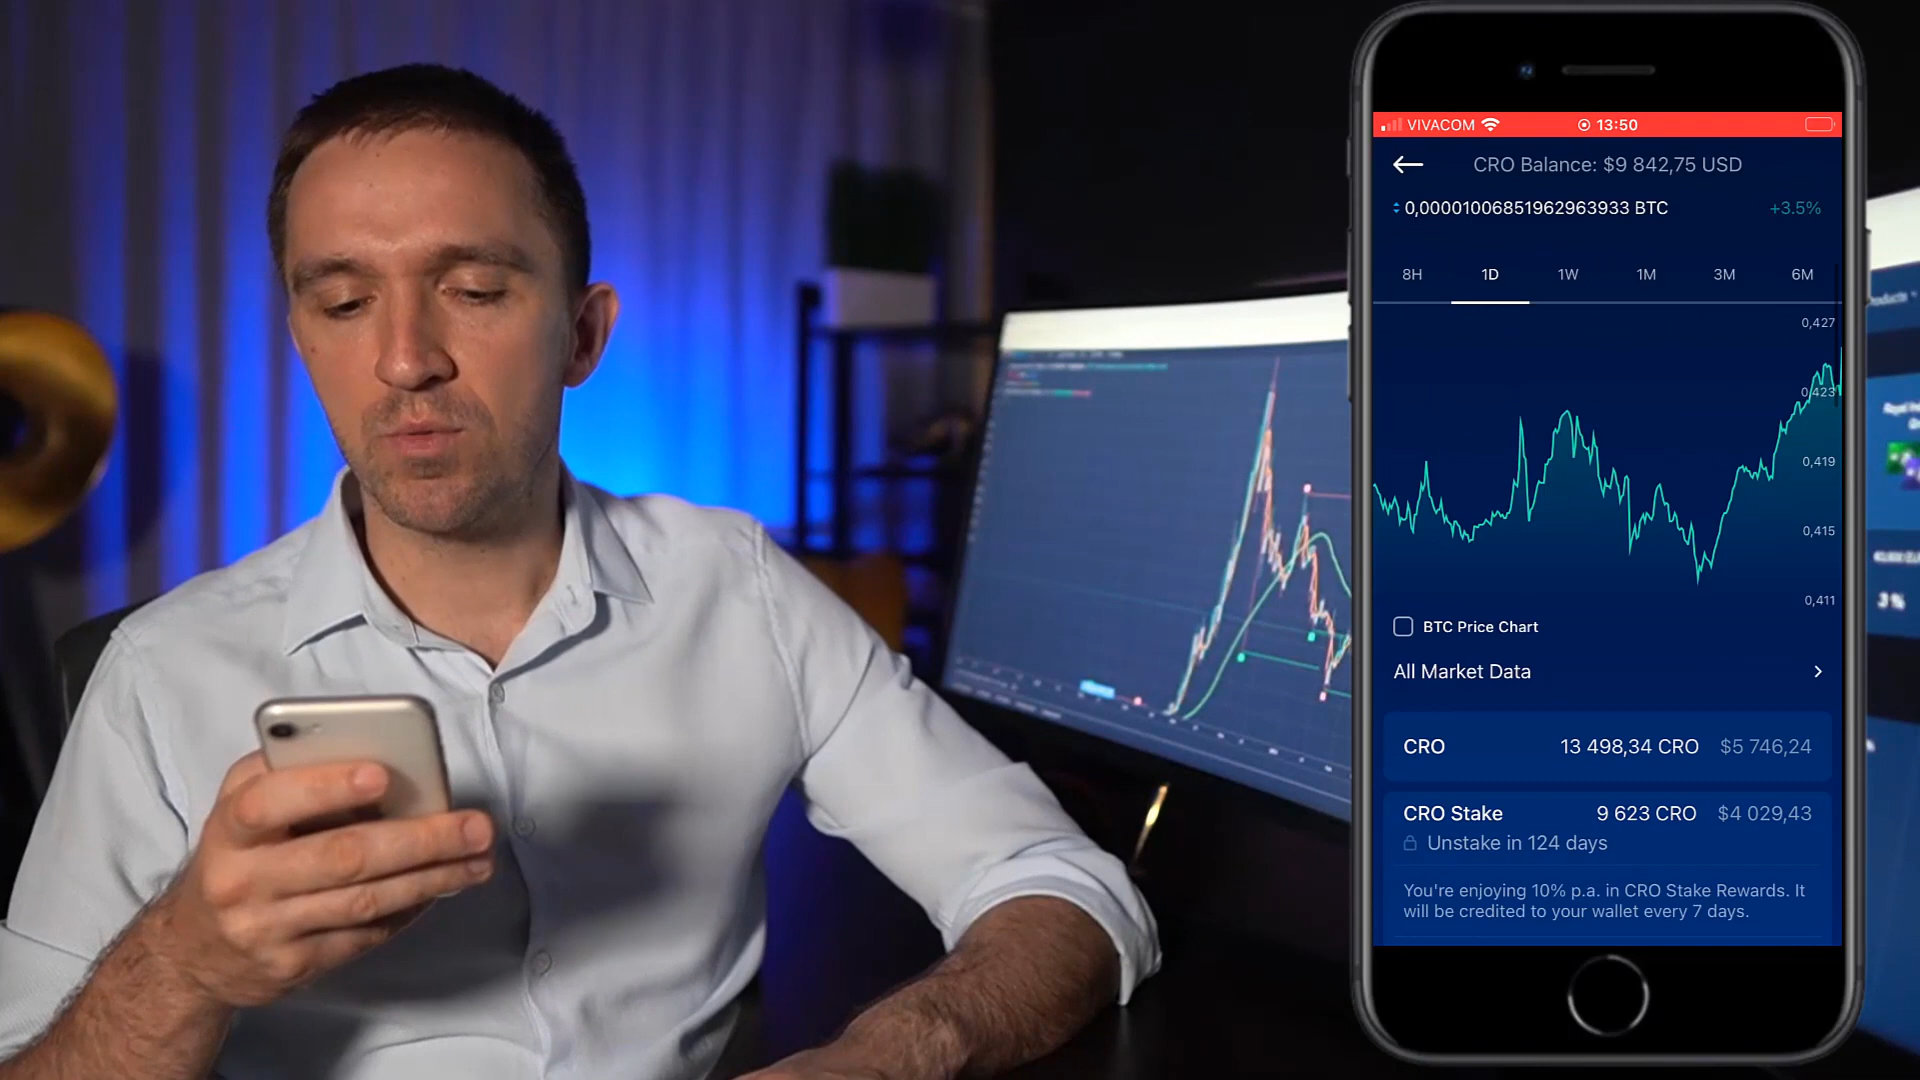 VIVACOM 13:50
CRO Balance: $9 842,75 USD
0,00001006851962963933 BTC +3.5%
8H 1D 1W 1M 3M 6M
0,427
0,423
0,419
0,415
0,411
BTC Price Chart
All Market Data
CRO 13 498,34 CRO $5 746,24
CRO Stake 9 623 CRO $4 029,43
Unstake in 124 days
You're enjoying 10% p.a. in CRO Stake Rewards. It
will be credited to your wallet every 7 days.
3%